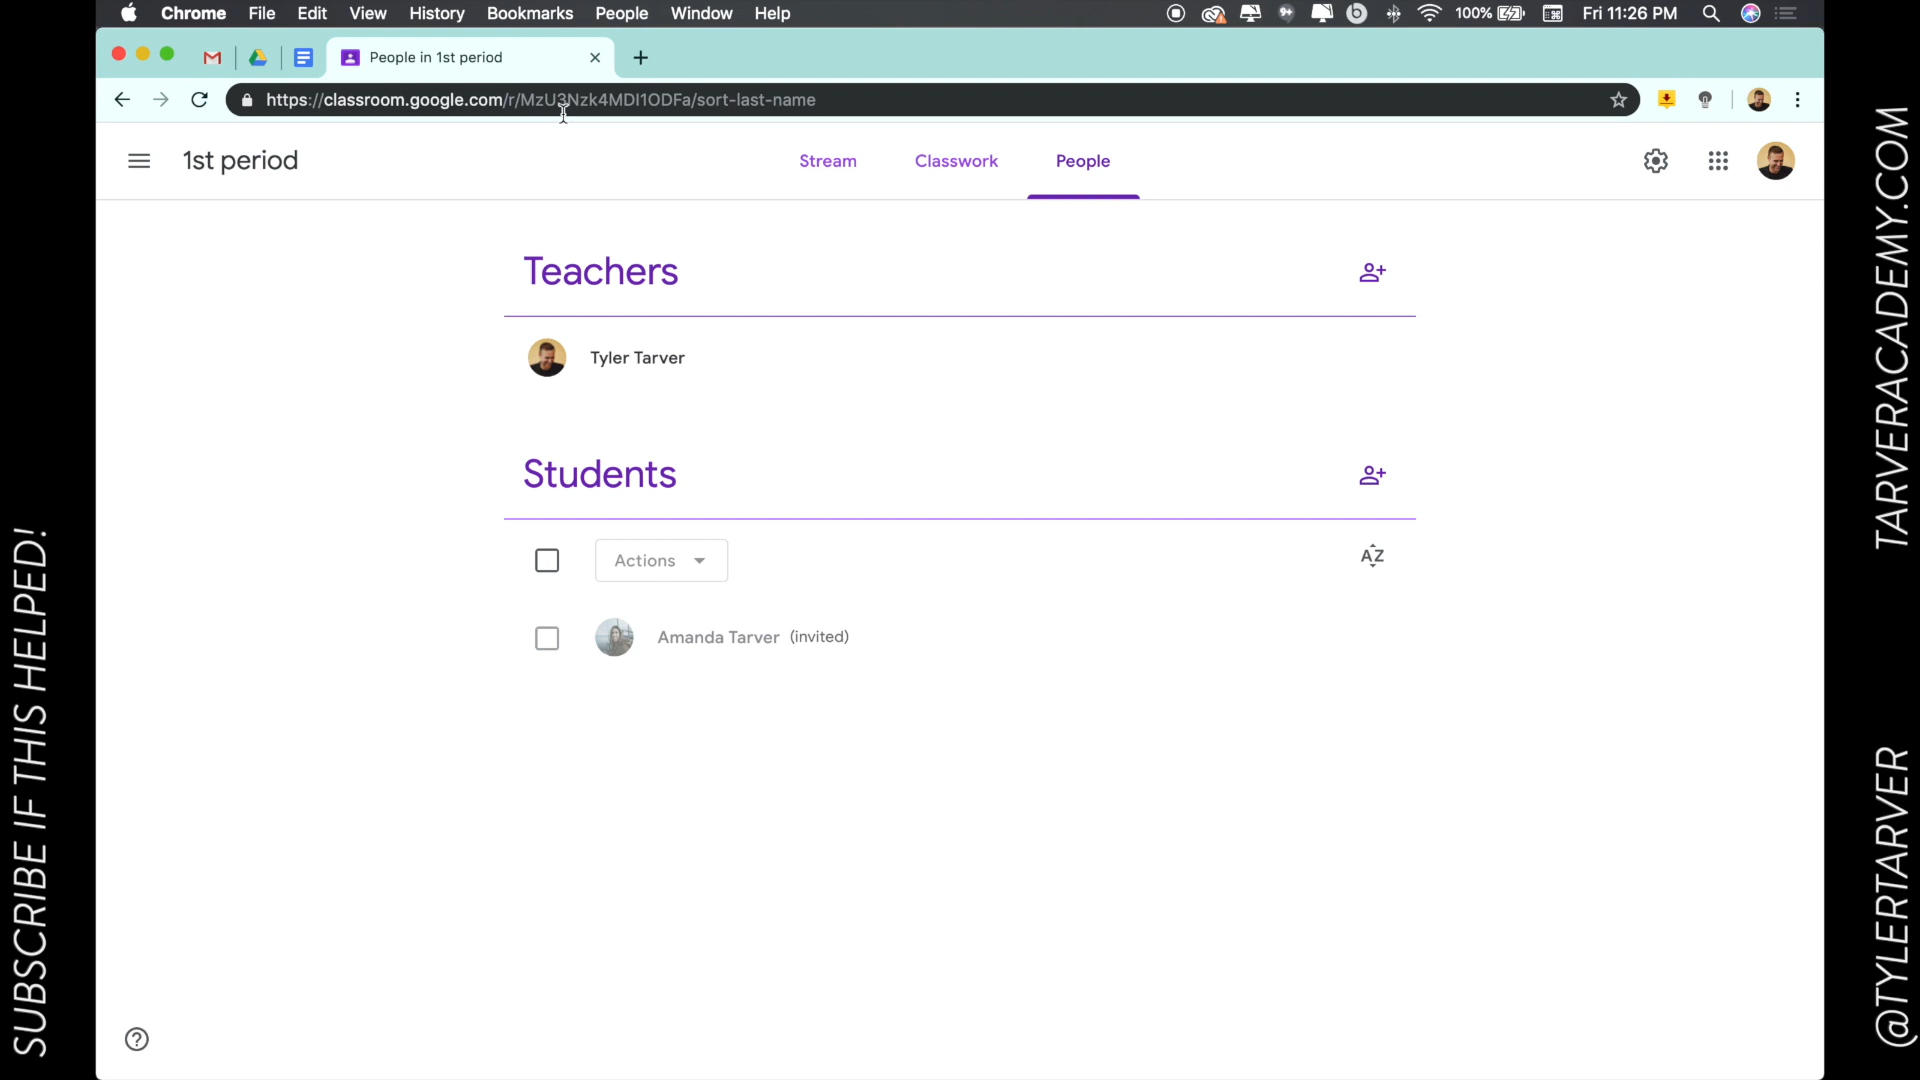 Chrome File Edit View History Bookmarks People Window Help
100% Fri 11:26 PM
People in 1st period
https://classroom.google.com/r/MzU3Nzk4MDI1ODFa/sort-last-name
1st period
Stream Classwork People
Teachers
Tyler Tarver
Students
Actions
AZ
Amanda Tarver (invited)
SUBSCRIBE IF THIS HELPED!
TARVERACADEMY.COM
@TYLERTARVER